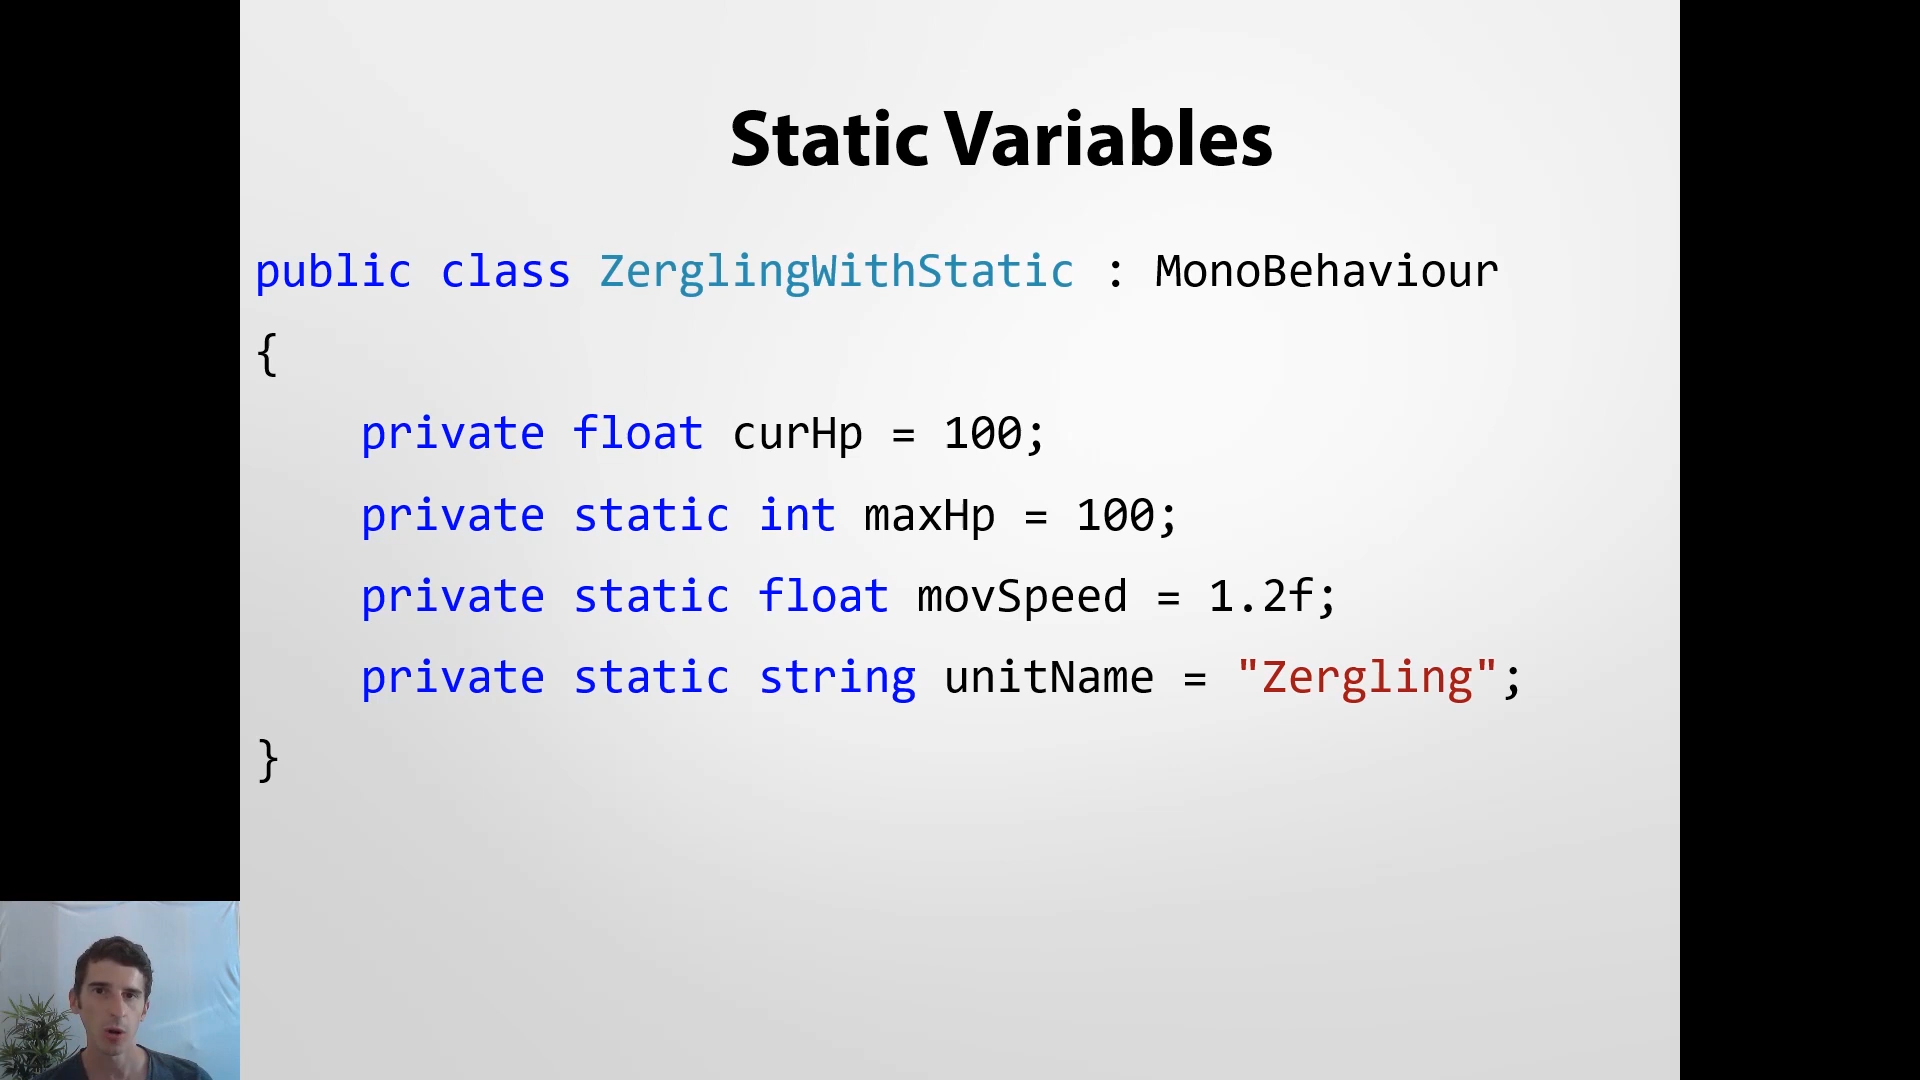 Static Variables
public class ZerglingWithStatic : MonoBehaviour
{
private float curHp = 100;
private static int maxHp = 100;
private static float movSpeed = 1.2f;
private static string unitName = "Zergling";
}